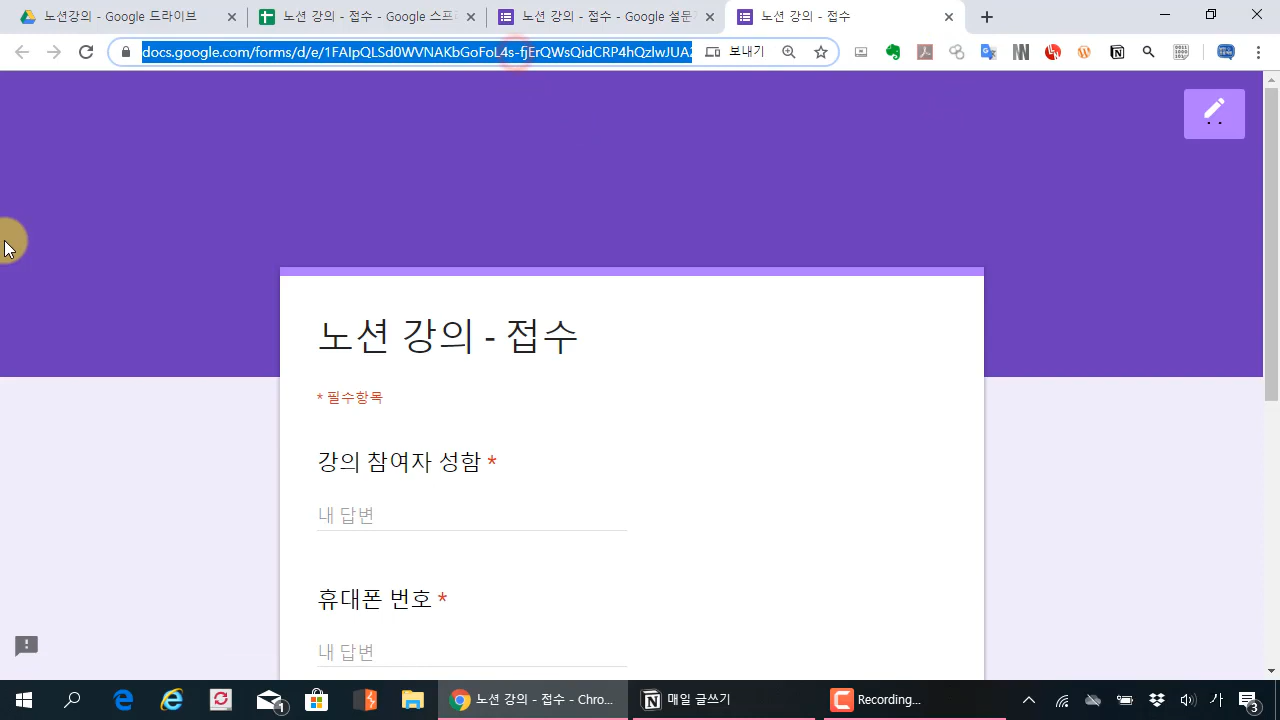 노션강의 - Google 드라이브
노션 강의 - 접수 - Google 스프
노션 강의 - 접수 - Google 설문
노션 강의 - 접수
docs.google.com/forms/d/e/1FAIpQLSd0WVNAKbGoFoL4s-fjErQWsQidCRP4hQzlwJUA
보내기
노션 강의 - 접수
* 필수항목
강의 참여자 성함 *
내 답변
휴대폰 번호 *
내 답변
노션 강의 - 접수 - Chro...
매일 글쓰기
Recording...
가